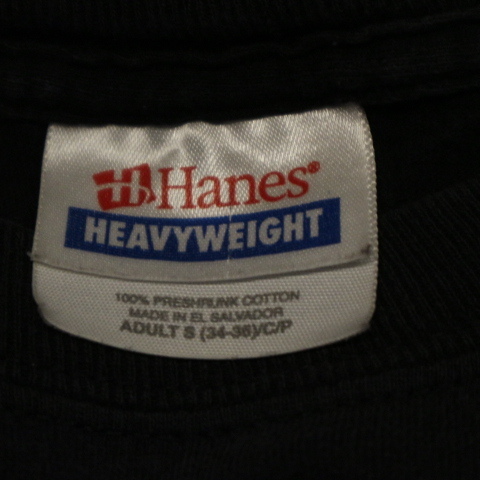 Hanes®
HEAVYWEIGHT
100% PRESHRUNK COTTON
MADE IN EL SALVADOR
ADULT S (34-36)/C/P